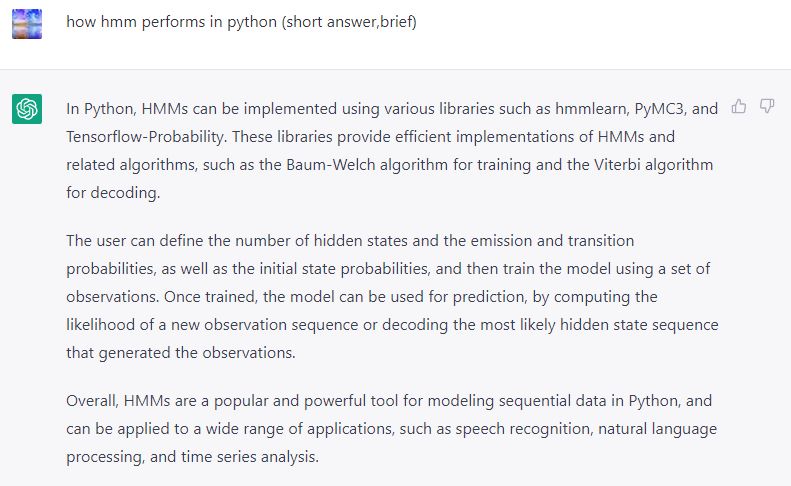 how hmm performs in python (short answer,brief)
In Python, HMMs can be implemented using various libraries such as hmmlearn, PyMC3, and
Tensorflow-Probability. These libraries provide efficient implementations of HMMs and
related algorithms, such as the Baum-Welch algorithm for training and the Viterbi algorithm
for decoding.
The user can define the number of hidden states and the emission and transition
probabilities, as well as the initial state probabilities, and then train the model using a set of
observations. Once trained, the model can be used for prediction, by computing the
likelihood of a new observation sequence or decoding the most likely hidden state sequence
that generated the observations.
Overall, HMMs are a popular and powerful tool for modeling sequential data in Python, and
can be applied to a wide range of applications, such as speech recognition, natural language
processing, and time series analysis.